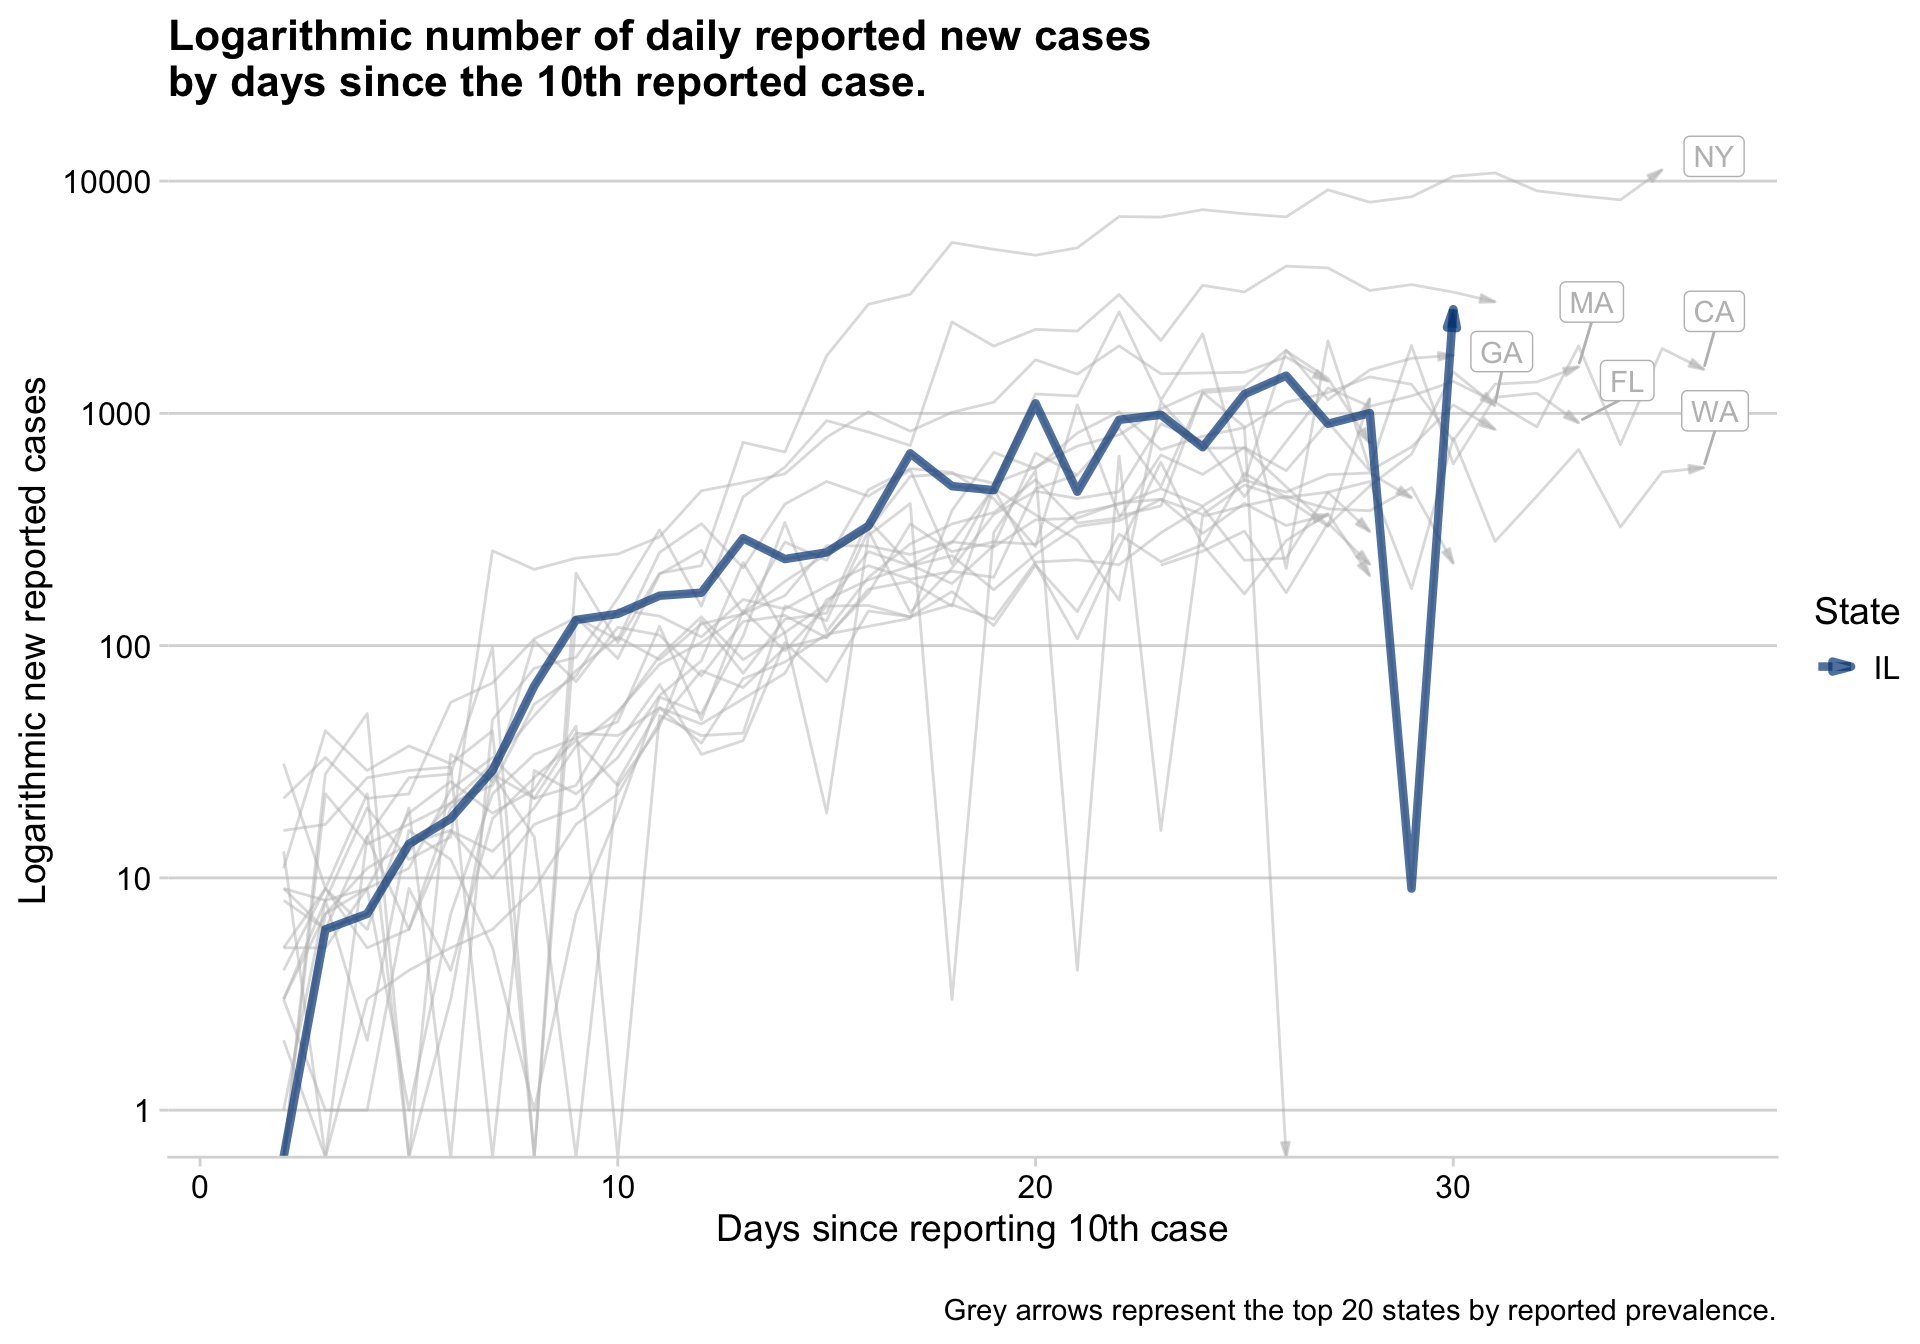 Logarithmic number of daily reported new cases
by days since the 10th reported case.
Logarithmic new reported cases
10000
1000
100
10
1
NY
MA
CA
GA
FL
WA
State
IL
0
10
20
30
Days since reporting 10th case
Grey arrows represent the top 20 states by reported prevalence.